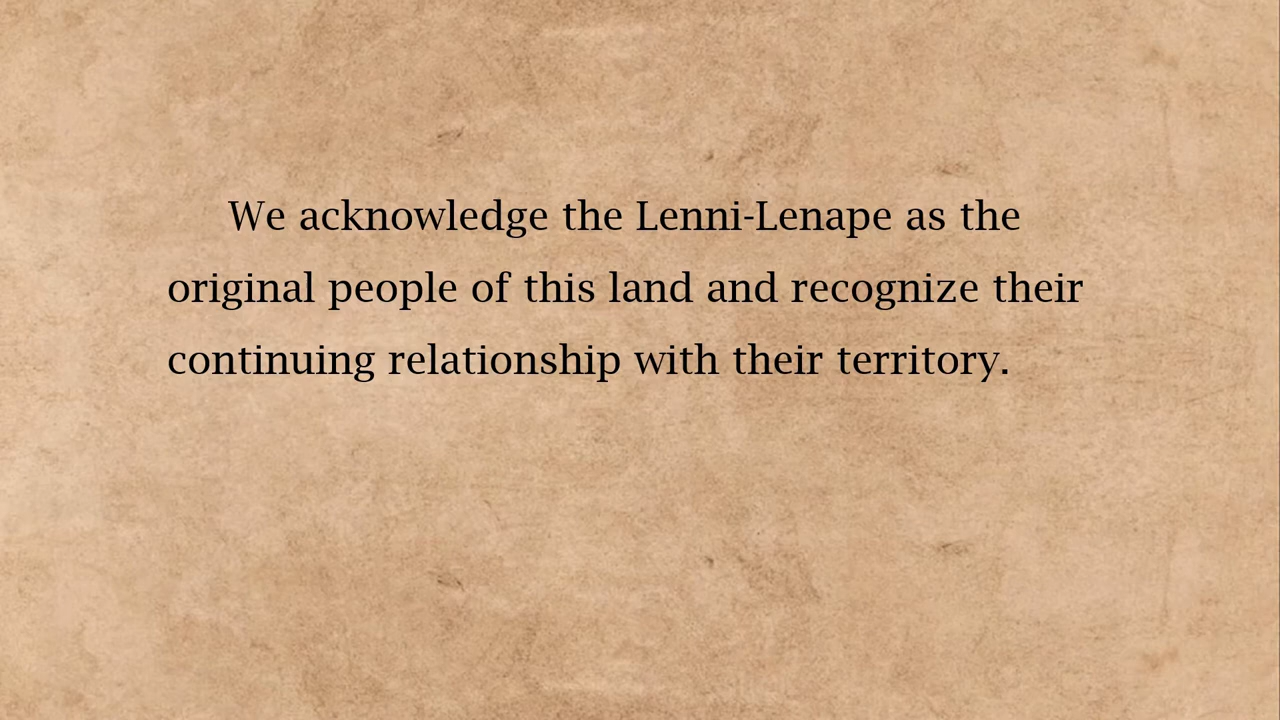 We acknowledge the Lenni-Lenape as the
original people of this land and recognize their
continuing relationship with their territory.